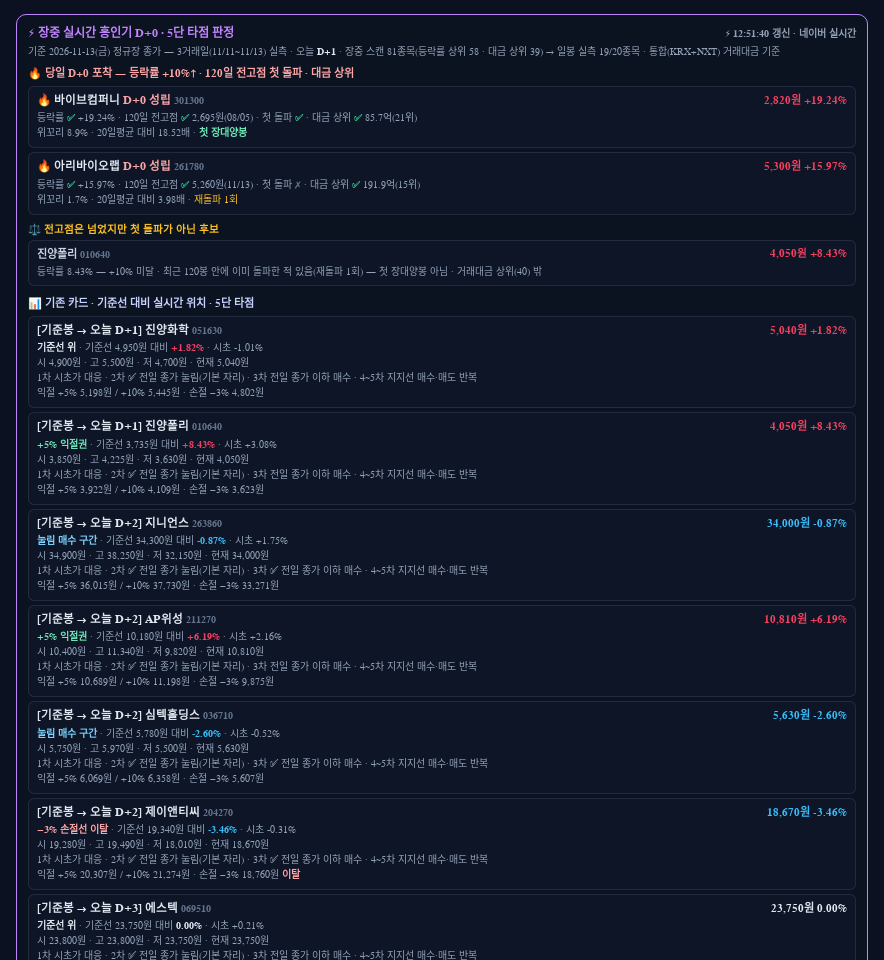 ⚡ 장중 실시간 홍인기 D+0 · 5단 타점 판정
⚡ 12:51:40 갱신 · 네이버 실시간
기준 2026-11-13(금) 정규장 종가 — 3거래일(11/11~11/13) 실측 · 오늘 D+1 · 장중 스캔 81종목(등락률 상위 58 · 대금 상위 39) → 일봉 실측 19/20종목 · 통합(KRX+NXT) 거래대금 기준
🔥 당일 D+0 포착 — 등락률 +10%↑ · 120일 전고점 첫 돌파 · 대금 상위
🔥 바이브컴퍼니 D+0 성립 301300
2,820원 +19.24%
등락률 ✅ +19.24% · 120일 전고점 ✅ 2,695원(08/05) · 첫 돌파 ✅ · 대금 상위 ✅ 85.7억(21위)
위꼬리 8.9% · 20일평균 대비 18.52배 · 첫 장대양봉
🔥 아리바이오랩 D+0 성립 261780
5,300원 +15.97%
등락률 ✅ +15.97% · 120일 전고점 ✅ 5,260원(11/13) · 첫 돌파 ✗ · 대금 상위 ✅ 191.9억(15위)
위꼬리 1.7% · 20일평균 대비 3.98배 · 재돌파 1회
⚖️ 전고점은 넘었지만 첫 돌파가 아닌 후보
진양폴리 010640
4,050원 +8.43%
등락률 8.43% — +10% 미달 · 최근 120봉 안에 이미 돌파한 적 있음(재돌파 1회) — 첫 장대양봉 아님 · 거래대금 상위(40) 밖
📊 기존 카드 · 기준선 대비 실시간 위치 · 5단 타점
[기준봉 → 오늘 D+1] 진양화학 051630
5,040원 +1.82%
기준선 위 · 기준선 4,950원 대비 +1.82% · 시초 -1.01%
시 4,900원 · 고 5,500원 · 저 4,700원 · 현재 5,040원
1차 시초가 대응 · 2차 ✅ 전일 종가 눌림(기본 자리) · 3차 전일 종가 이하 매수 · 4~5차 지지선 매수·매도 반복
익절 +5% 5,198원 / +10% 5,445원 · 손절 −3% 4,802원
[기준봉 → 오늘 D+1] 진양폴리 010640
4,050원 +8.43%
+5% 익절권 · 기준선 3,735원 대비 +8.43% · 시초 +3.08%
시 3,850원 · 고 4,225원 · 저 3,630원 · 현재 4,050원
1차 시초가 대응 · 2차 ✅ 전일 종가 눌림(기본 자리) · 3차 전일 종가 이하 매수 · 4~5차 지지선 매수·매도 반복
익절 +5% 3,922원 / +10% 4,109원 · 손절 −3% 3,623원
[기준봉 → 오늘 D+2] 지니언스 263860
34,000원 -0.87%
눌림 매수 구간 · 기준선 34,300원 대비 -0.87% · 시초 +1.75%
시 34,900원 · 고 38,250원 · 저 32,150원 · 현재 34,000원
1차 시초가 대응 · 2차 ✅ 전일 종가 눌림(기본 자리) · 3차 ✅ 전일 종가 이하 매수 · 4~5차 지지선 매수·매도 반복
익절 +5% 36,015원 / +10% 37,730원 · 손절 −3% 33,271원
[기준봉 → 오늘 D+2] AP위성 211270
10,810원 +6.19%
+5% 익절권 · 기준선 10,180원 대비 +6.19% · 시초 +2.16%
시 10,400원 · 고 11,340원 · 저 9,820원 · 현재 10,810원
1차 시초가 대응 · 2차 ✅ 전일 종가 눌림(기본 자리) · 3차 전일 종가 이하 매수 · 4~5차 지지선 매수·매도 반복
익절 +5% 10,689원 / +10% 11,198원 · 손절 −3% 9,875원
[기준봉 → 오늘 D+2] 심텍홀딩스 036710
5,630원 -2.60%
눌림 매수 구간 · 기준선 5,780원 대비 -2.60% · 시초 -0.52%
시 5,750원 · 고 5,970원 · 저 5,500원 · 현재 5,630원
1차 시초가 대응 · 2차 ✅ 전일 종가 눌림(기본 자리) · 3차 ✅ 전일 종가 이하 매수 · 4~5차 지지선 매수·매도 반복
익절 +5% 6,069원 / +10% 6,358원 · 손절 −3% 5,607원
[기준봉 → 오늘 D+2] 제이앤티씨 204270
18,670원 -3.46%
−3% 손절선 이탈 · 기준선 19,340원 대비 -3.46% · 시초 -0.31%
시 19,280원 · 고 19,490원 · 저 18,010원 · 현재 18,670원
1차 시초가 대응 · 2차 ✅ 전일 종가 눌림(기본 자리) · 3차 ✅ 전일 종가 이하 매수 · 4~5차 지지선 매수·매도 반복
익절 +5% 20,307원 / +10% 21,274원 · 손절 −3% 18,760원 이탈
[기준봉 → 오늘 D+3] 에스텍 069510
23,750원 0.00%
기준선 위 · 기준선 23,750원 대비 0.00% · 시초 +0.21%
시 23,800원 · 고 23,800원 · 저 23,750원 · 현재 23,750원
1차 시초가 대응 · 2차 ✅ 전일 종가 눌림(기본 자리) · 3차 ✅ 전일 종가 이하 매수 · 4~5차 지지선 매수·매도 반복